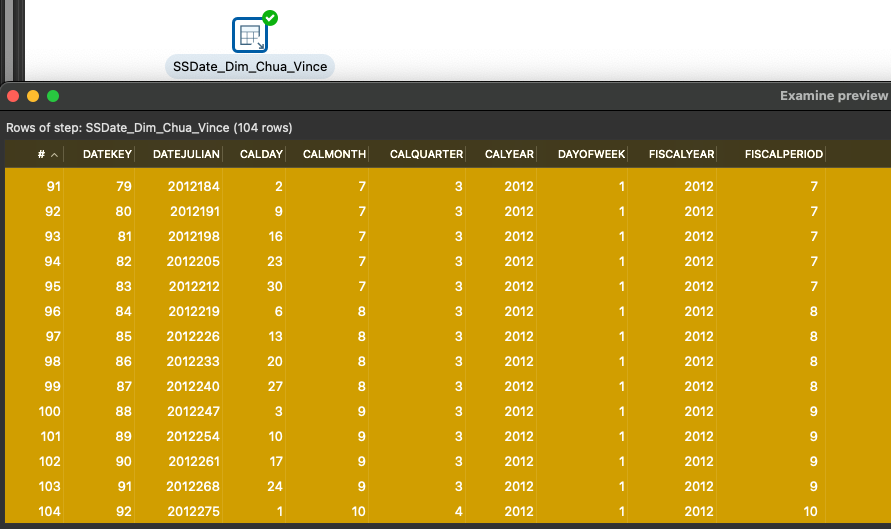 SSDate_Dim_Chua_Vince
Examine preview
Rows of step: SSDate_Dim_Chua_Vince (104 rows)
# DATEKEY DATEJULIAN CALDAY CALMONTH CALQUARTER CALYEAR DAYOFWEEK FISCALYEAR FISCALPERIOD
91 79 2012184 2 7 3 2012 1 2012 7
92 80 2012191 9 7 3 2012 1 2012 7
93 81 2012198 16 7 3 2012 1 2012 7
94 82 2012205 23 7 3 2012 1 2012 7
95 83 2012212 30 7 3 2012 1 2012 7
96 84 2012219 6 8 3 2012 1 2012 8
97 85 2012226 13 8 3 2012 1 2012 8
98 86 2012233 20 8 3 2012 1 2012 8
99 87 2012240 27 8 3 2012 1 2012 8
100 88 2012247 3 9 3 2012 1 2012 9
101 89 2012254 10 9 3 2012 1 2012 9
102 90 2012261 17 9 3 2012 1 2012 9
103 91 2012268 24 9 3 2012 1 2012 9
104 92 2012275 1 10 4 2012 1 2012 10